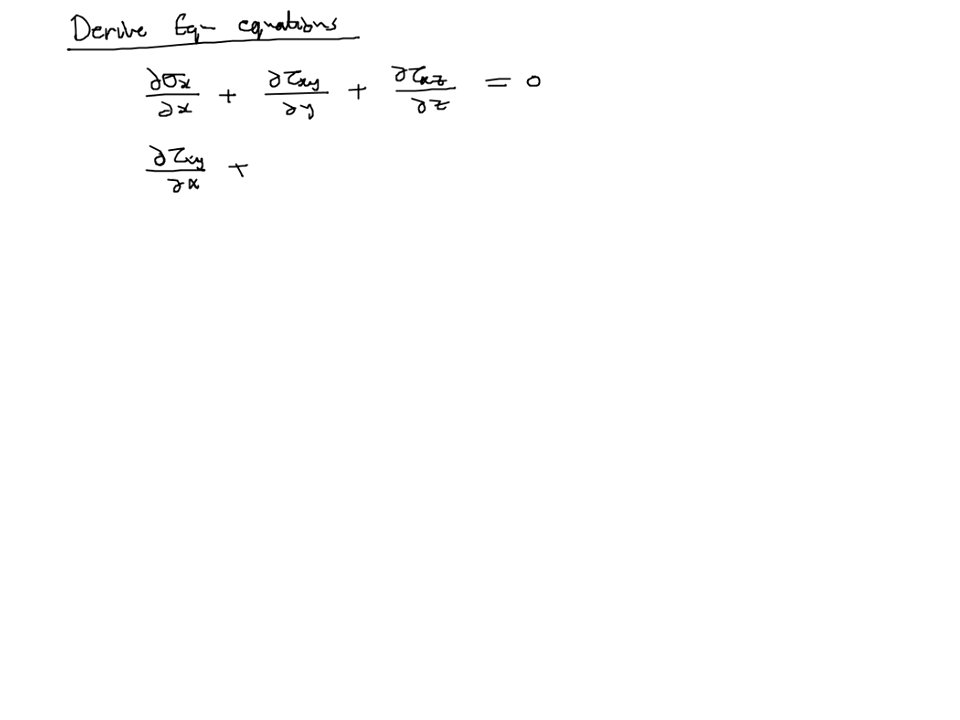 Derive Eq- equations
∂σx/∂x + ∂τxy/∂y + ∂τxz/∂z = 0
∂τxy/∂x +